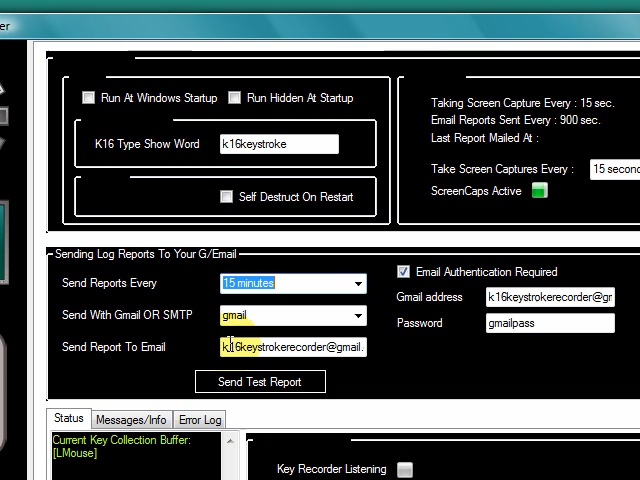 er
Run At Windows Startup
Run Hidden At Startup
K16 Type Show Word
k16keystroke
Self Destruct On Restart
Taking Screen Capture Every : 15 sec.
Email Reports Sent Every : 900 sec.
Last Report Mailed At :
Take Screen Captures Every :
15 second
ScreenCaps Active
Sending Log Reports To Your G/Email
Send Reports Every
15 minutes
Send With Gmail OR SMTP
gmail
Send Report To Email
k16keystrokerecorder@gmail.
Send Test Report
Email Authentication Required
Gmail address
k16keystrokerecorder@gr
Password
gmailpass
Status
Messages/Info
Error Log
Current Key Collection Buffer:
[LMouse]
Key Recorder Listening